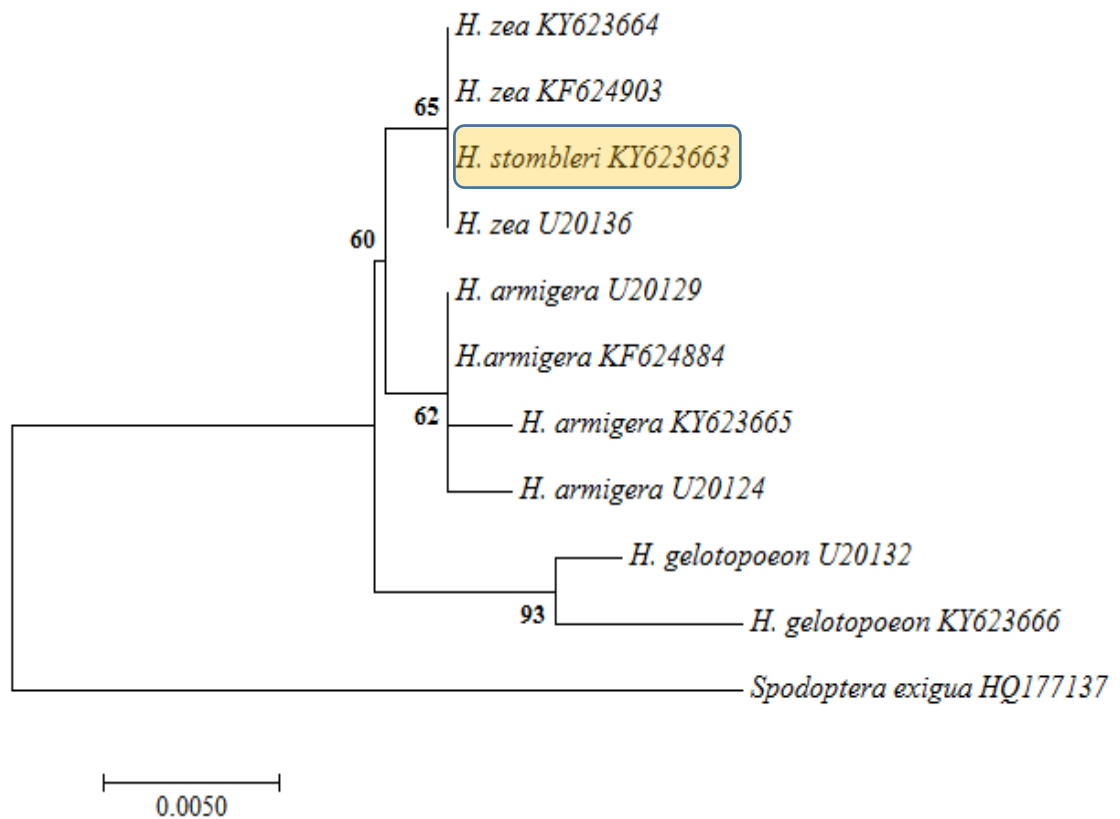 H. zea KY623664
H. zea KF624903
65
H. stombleri KY623663
H. zea U20136
60
H. armigera U20129
H.armigera KF624884
62
H. armigera KY623665
H. armigera U20124
H. gelotopoeon U20132
93
H. gelotopoeon KY623666
Spodoptera exigua HQ177137
0.0050